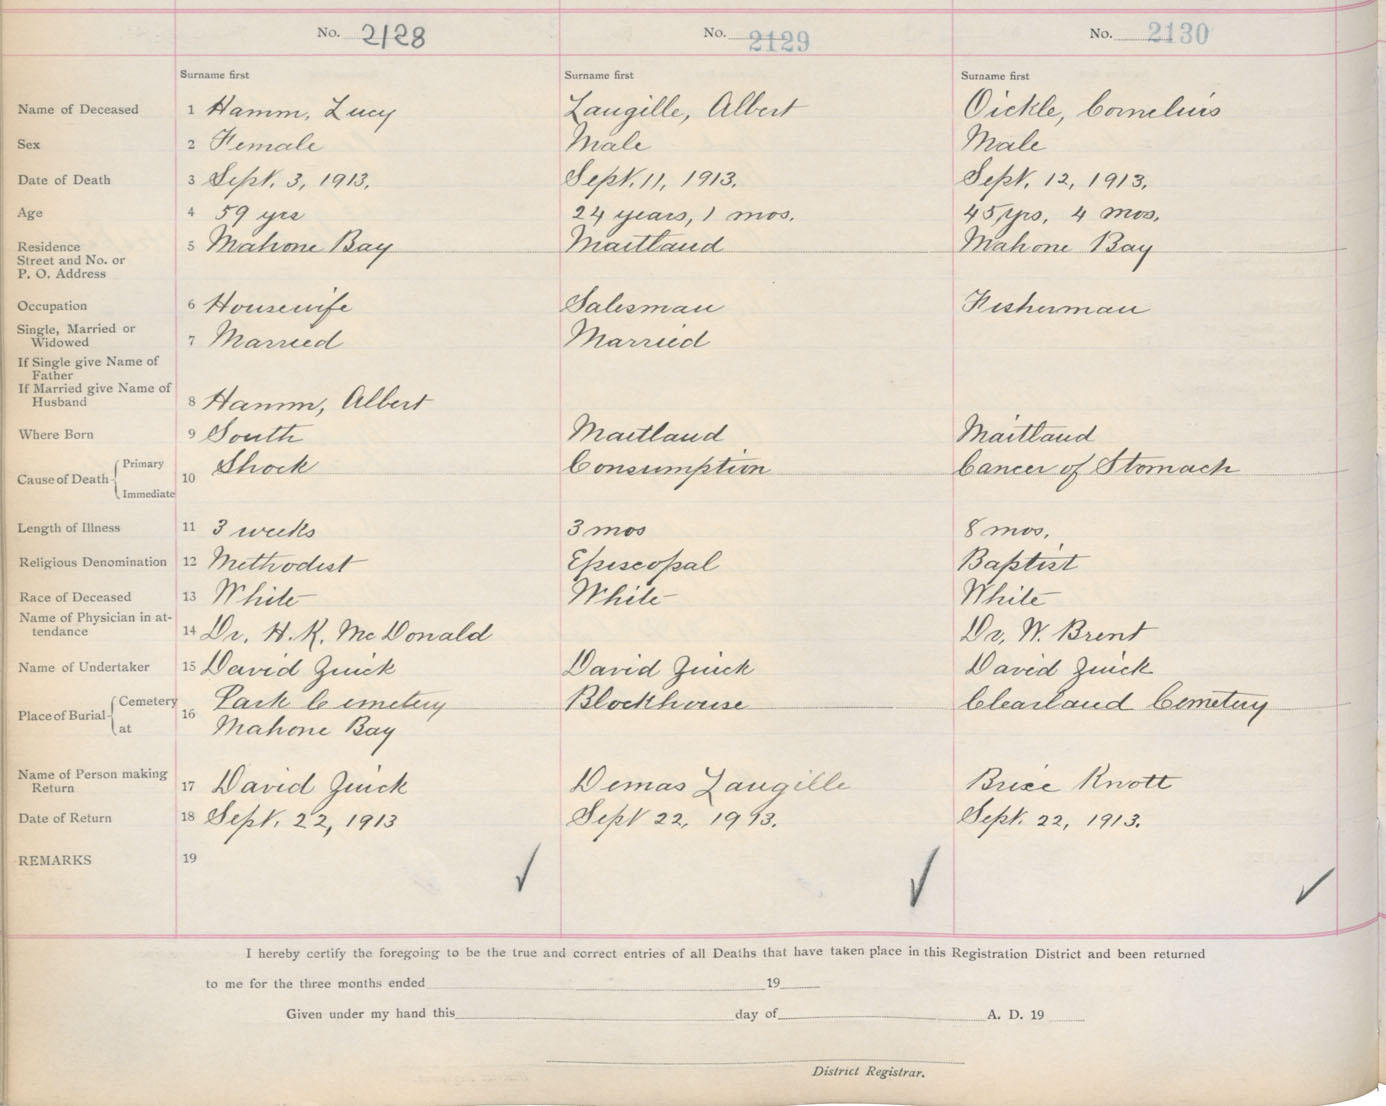 No. 2128 No. 2129 No. 2130
Surname first Surname first Surname first
Name of Deceased 1 Hamm, Lucy Langille, Albert Oickle, Cornelius
Sex 2 Female Male Male
Date of Death 3 Sept. 3, 1913. Sept. 11, 1913. Sept. 12, 1913.
Age 4 59 yrs 24 years, 1 mos. 45 yrs, 4 mos.
Residence 5 Mahone Bay Maitland Mahone Bay
Street and No. or
P. O. Address
Occupation 6 Housewife Salesman Fisherman
Single, Married or
Widowed 7 Married Married
If Single give Name of
Father
If Married give Name of
Husband 8 Hamm, Albert
Where Born 9 South Maitland Maitland
Cause of Death Primary Immediate 10 Shock Consumption Cancer of Stomach
Length of Illness 11 3 weeks 3 mos 8 mos.
Religious Denomination 12 Methodist Episcopal Baptist
Race of Deceased 13 White White White
Name of Physician in at-
tendance 14 Dr. H. K. McDonald Dr. W. Brent
Name of Undertaker 15 David Zwick David Zwick David Zwick
Place of Burial Cemetery at 16 Park Cemetery Blockhouse Clearland Cemetery
Mahone Bay
Name of Person making
Return 17 David Zwick Demas Langille Brice Knott
Date of Return 18 Sept. 22, 1913 Sept 22, 1913. Sept. 22, 1913.
REMARKS 19
I hereby certify the foregoing to be the true and correct entries of all Deaths that have taken place in this Registration District and been returned
to me for the three months ended 19
Given under my hand this day of A. D. 19
District Registrar.